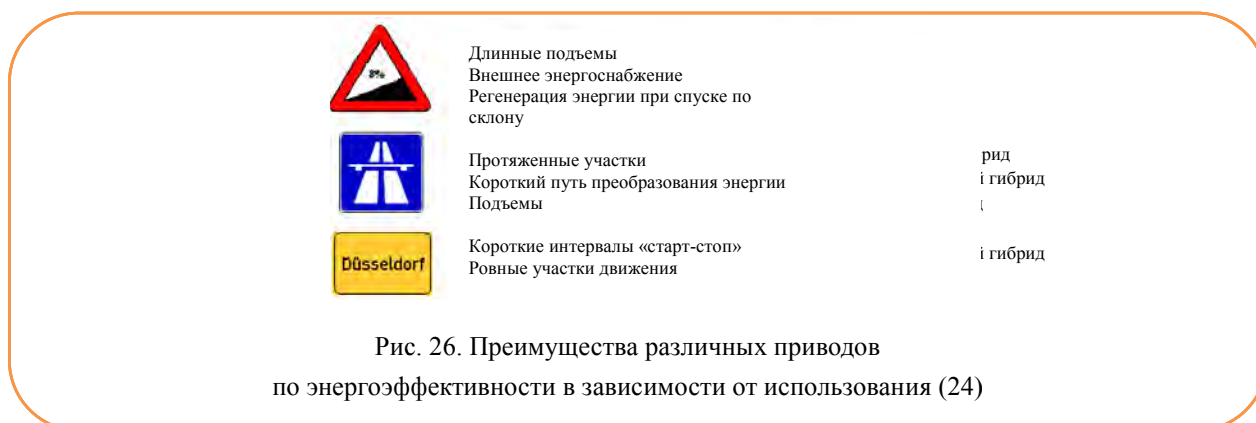 8%
Длинные подъемы
Внешнее энергоснабжение
Регенерация энергии при спуске по
склону
Протяженные участки
Короткий путь преобразования энергии
Подъемы
рид
гибрид
Düsseldorf
Короткие интервалы «старт-стоп»
Ровные участки движения
гибрид
Рис. 26. Преимущества различных приводов
по энергоэффективности в зависимости от использования (24)